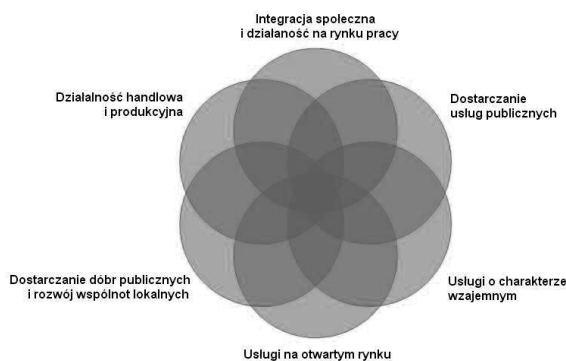 Integracja społeczna
i działaność na rynku pracy
Działalność handlowa
i produkcyjna
Dostarczanie
usług publicznych
Dostarczanie dóbr publicznych
i rozwój wspólnot lokalnych
Usługi o charakterze
wzajemnym
Usługi na otwartym rynku